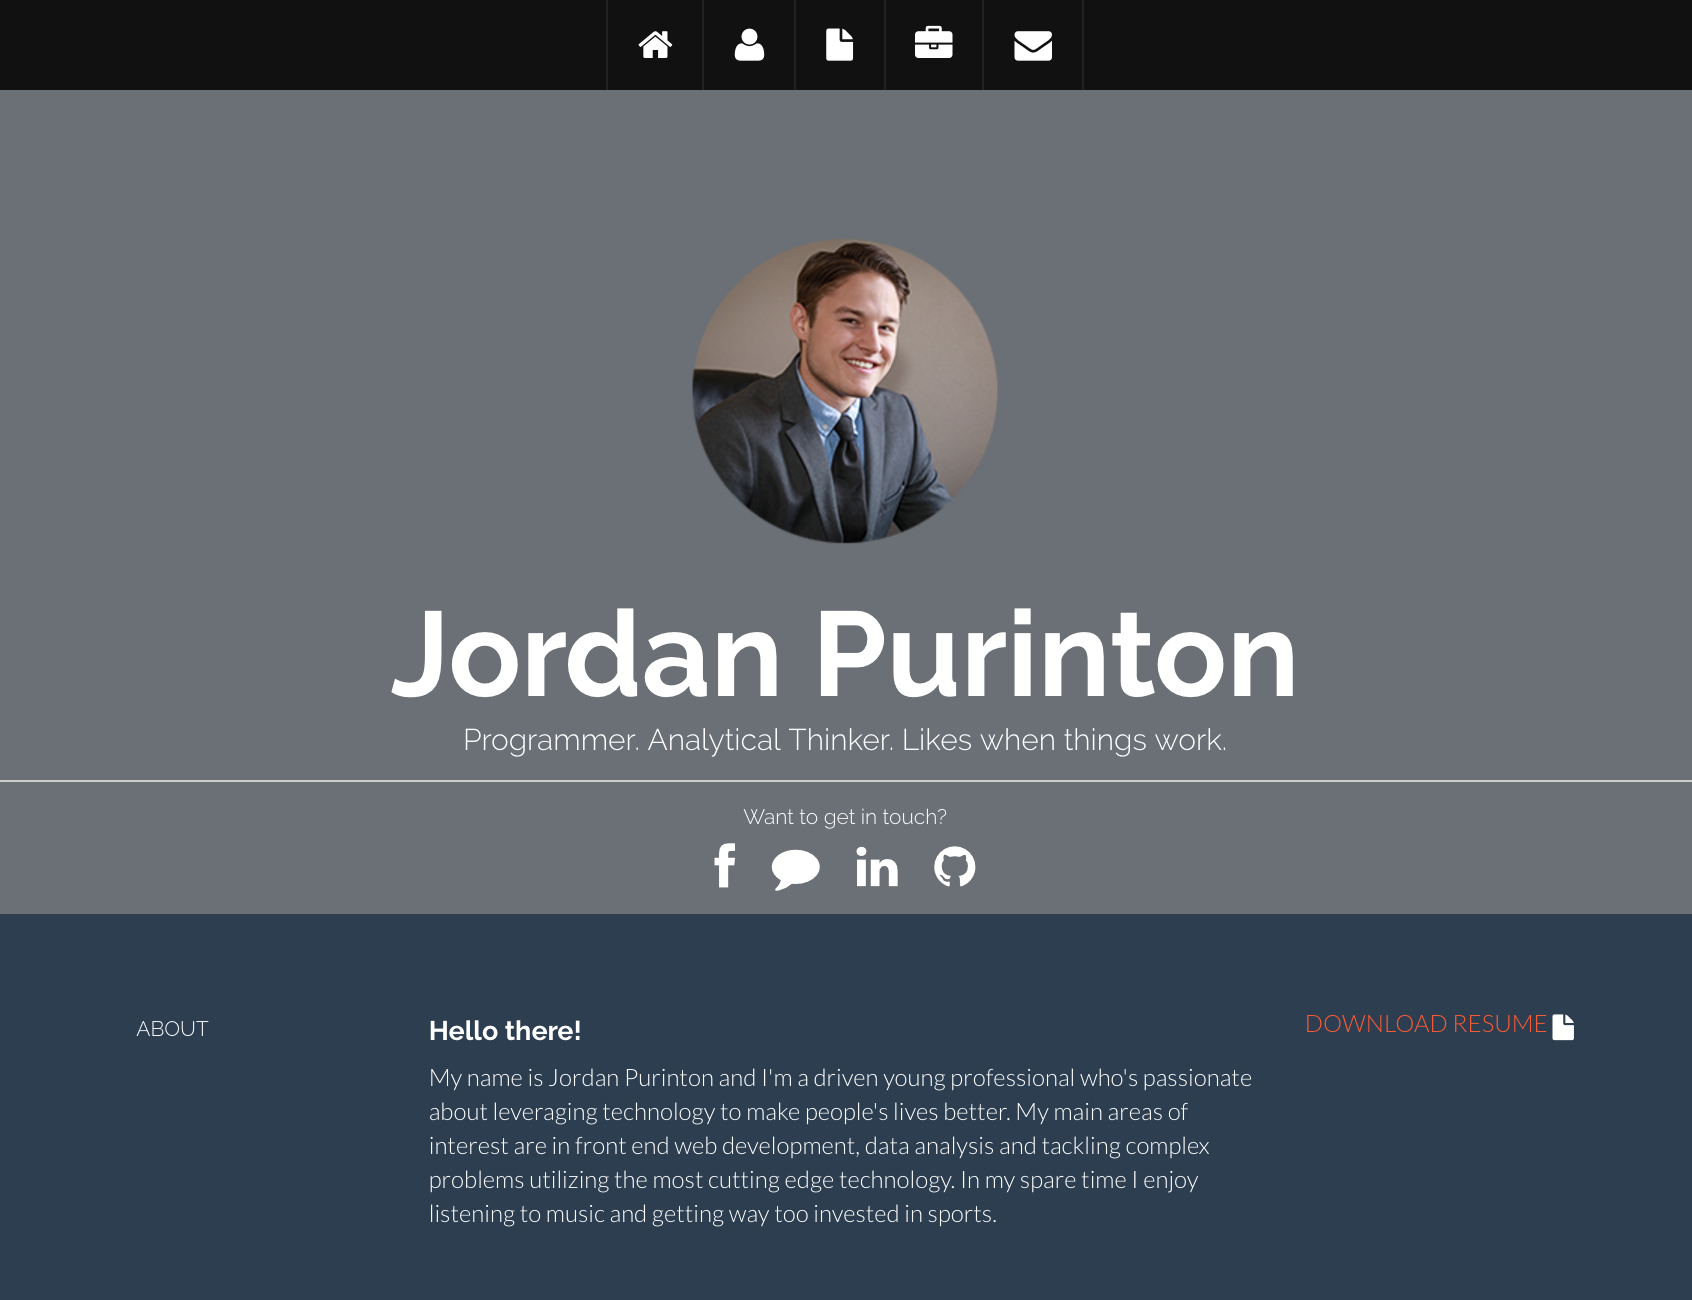 Jordan Purinton
Programmer. Analytical Thinker. Likes when things work.
Want to get in touch?
ABOUT
Hello there!
My name is Jordan Purinton and I'm a driven young professional who's passionate
about leveraging technology to make people's lives better. My main areas of
interest are in front end web development, data analysis and tackling complex
problems utilizing the most cutting edge technology. In my spare time I enjoy
listening to music and getting way too invested in sports.
DOWNLOAD RESUME